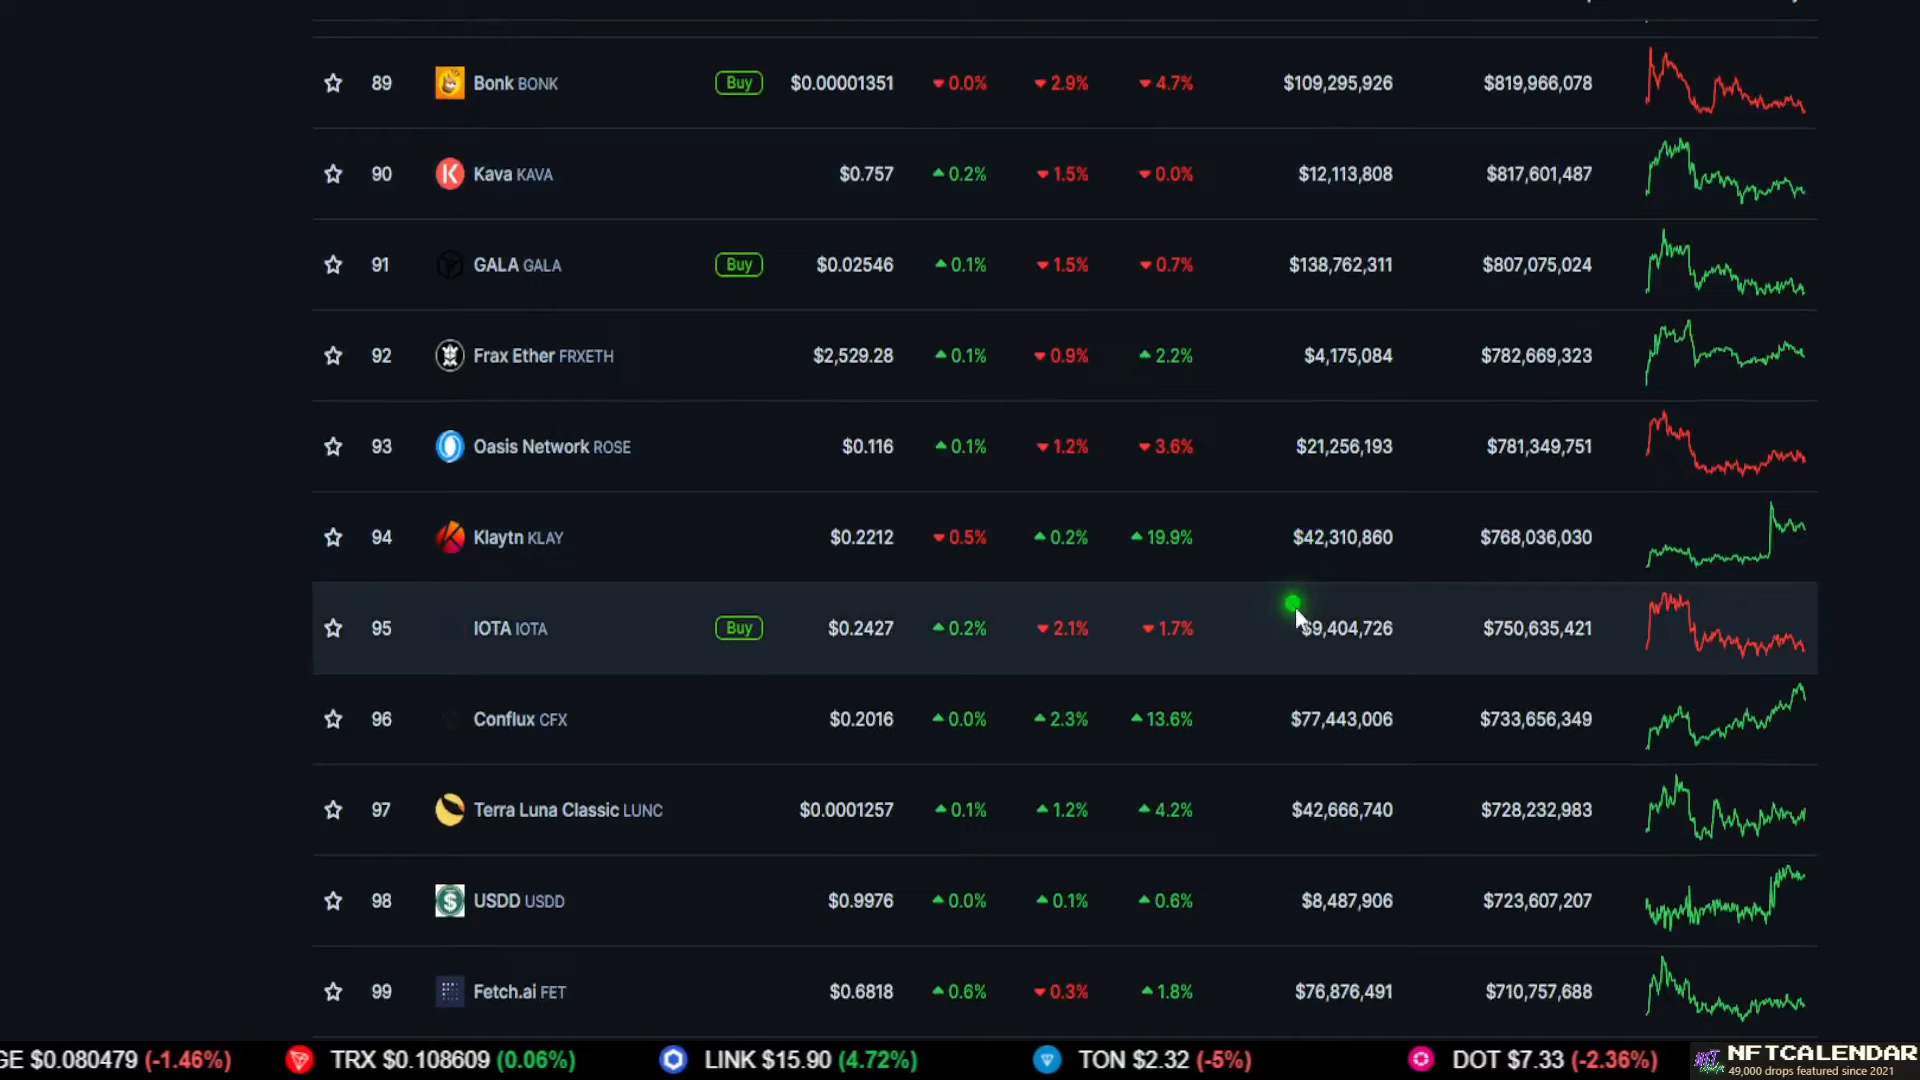 89 Bonk BONK Buy $0.00001351 0.0% 2.9% 4.7% $109,295,926 $819,966,078
90 Kava KAVA $0.757 0.2% 1.5% 0.0% $12,113,808 $817,601,487
91 GALA GALA Buy $0.02546 0.1% 1.5% 0.7% $138,762,311 $807,075,024
92 Frax Ether FRXETH $2,529.28 0.1% 0.9% 2.2% $4,175,084 $782,669,323
93 Oasis Network ROSE $0.116 0.1% 1.2% 3.6% $21,256,193 $781,349,751
94 Klaytn KLAY $0.2212 0.5% 0.2% 19.9% $42,310,860 $768,036,030
95 IOTA IOTA Buy $0.2427 0.2% 2.1% 1.7% $9,404,726 $750,635,421
96 Conflux CFX $0.2016 0.0% 2.3% 13.6% $77,443,006 $733,656,349
97 Terra Luna Classic LUNC $0.0001257 0.1% 1.2% 4.2% $42,666,740 $728,232,983
98 USDD USDD $0.9976 0.0% 0.1% 0.6% $8,487,906 $723,607,207
99 Fetch.ai FET $0.6818 0.6% 0.3% 1.8% $76,876,491 $710,757,688
GE $0.080479 (-1.46%) TRX $0.108609 (0.06%) LINK $15.90 (4.72%) TON $2.32 (-5%) DOT $7.33 (-2.36%)
NFTCALENDAR
49,000 drops featured since 2021